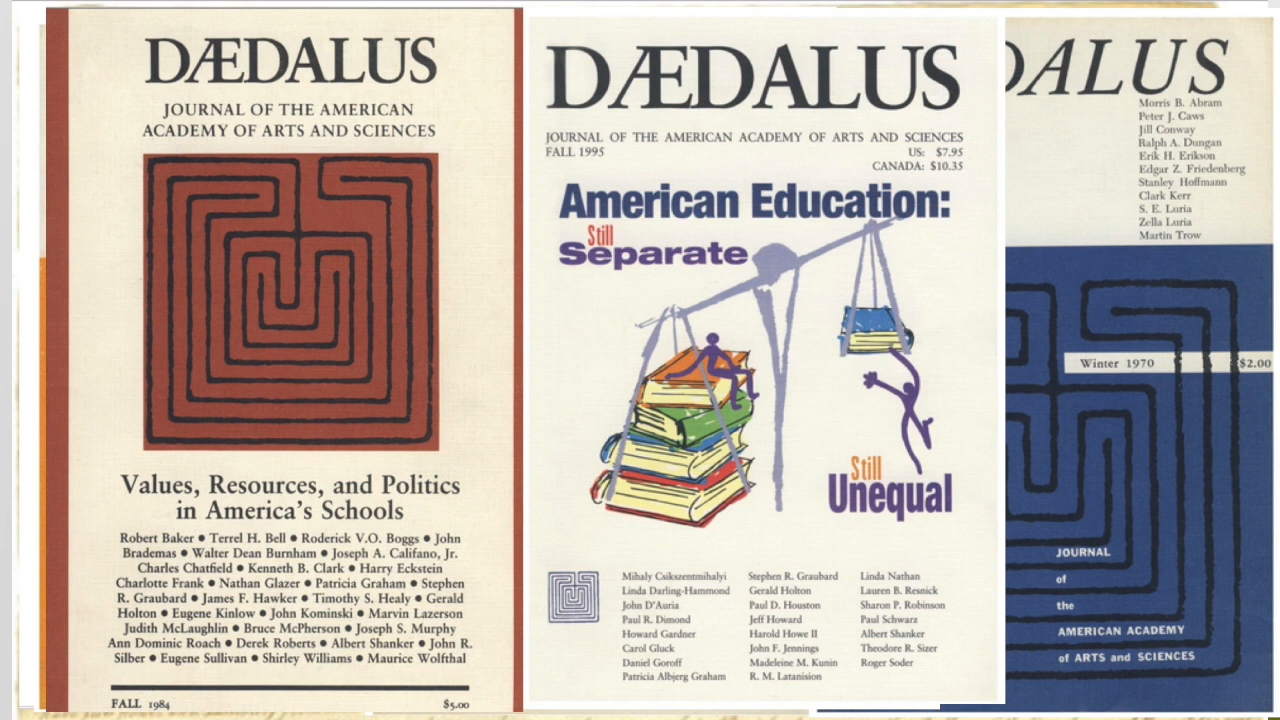 DÆDALUS
JOURNAL OF THE AMERICAN
ACADEMY OF ARTS AND SCIENCES
Values, Resources, and Politics
in America's Schools
Robert Baker ● Terrel H. Bell ● Roderick V.O. Boggs ● John
Brademas ● Walter Dean Burnham ● Joseph A. Califano, Jr.
Charles Chatfield ● Kenneth B. Clark ● Harry Eckstein
Charlotte Frank ● Nathan Glazer ● Patricia Graham ● Stephen
R. Graubard ● James F. Hawker ● Timothy S. Healy ● Gerald
Holton ● Eugene Kinlow ● John Kominski ● Marvin Lazerson
Judith McLaughlin ● Bruce McPherson ● Joseph S. Murphy
Ann Dominic Roach ● Derek Roberts ● Albert Shanker ● John R.
Silber ● Eugene Sullivan ● Shirley Williams ● Maurice Wolfthal
FALL 1984 $5.00
DÆDALUS
JOURNAL OF THE AMERICAN ACADEMY OF ARTS AND SCIENCES
FALL 1995 US: $7.95
CANADA: $10.35
American Education:
Still
Separate
Still
Unequal
Mihaly Csikszentmihalyi
Linda Darling-Hammond
John D'Auria
Paul R. Dimond
Howard Gardner
Carol Gluck
Daniel Goroff
Patricia Albjerg Graham
Stephen R. Graubard
Gerald Holton
Paul D. Houston
Jeff Howard
Harold Howe II
John F. Jennings
Madeleine M. Kunin
R. M. Latanision
Linda Nathan
Lauren B. Resnick
Sharon P. Robinson
Paul Schwarz
Albert Shanker
Theodore R. Sizer
Roger Soder
DALUS
Morris B. Abram
Peter J. Caws
Jill Conway
Ralph A. Dungan
Erik H. Erikson
Edgar Z. Friedenberg
Stanley Hoffmann
Clark Kerr
S. E. Luria
Zella Luria
Martin Trow
Winter 1970 $2.00
JOURNAL
of
the
AMERICAN ACADEMY
of ARTS and SCIENCES